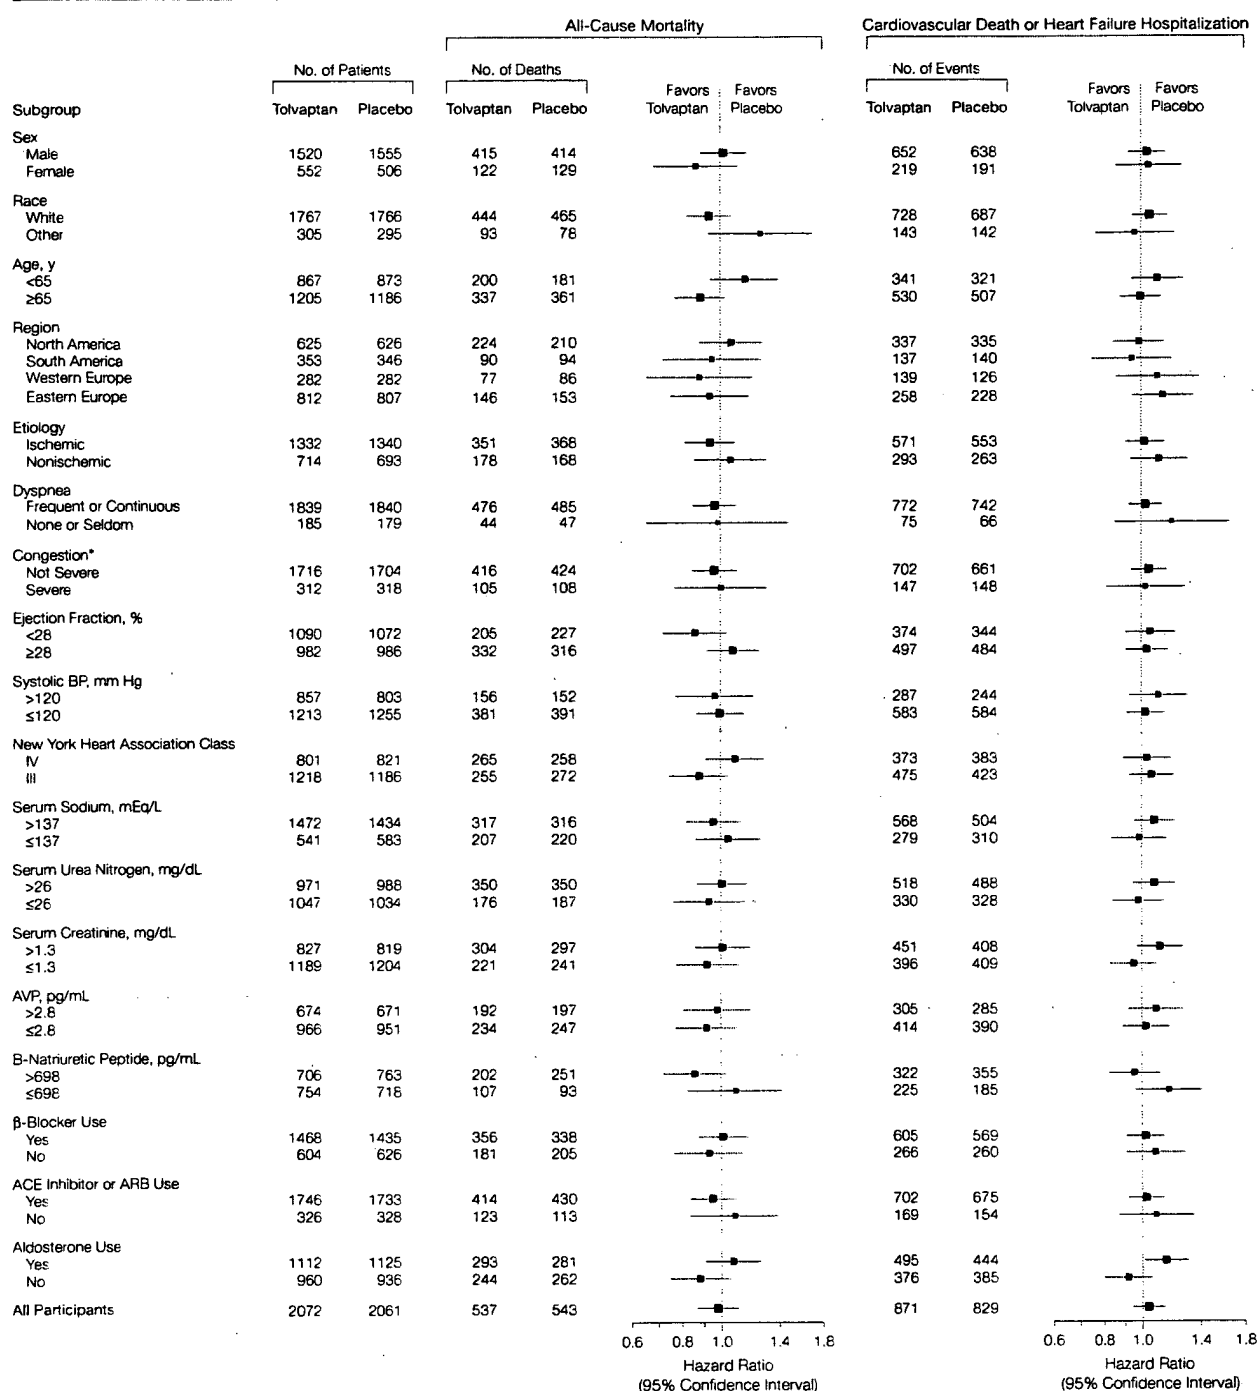 All-Cause Mortality Cardiovascular Death or Heart Failure Hospitalization
No. of Patients No. of Deaths No. of Events
Favors Favors Favors Favors
Subgroup Tolvaptan Placebo Tolvaptan Placebo Tolvaptan Placebo Tolvaptan Placebo Tolvaptan Placebo
Sex
Male 1520 1555 415 414 652 638
Female 552 506 122 129 219 191
Race
White 1767 1766 444 465 728 687
Other 305 295 93 78 143 142
Age, y
<65 867 873 200 181 341 321
≥65 1205 1186 337 361 530 507
Region
North America 625 626 224 210 337 335
South America 353 346 90 94 137 140
Western Europe 282 282 77 86 139 126
Eastern Europe 812 807 146 153 258 228
Etiology
Ischemic 1332 1340 351 368 571 553
Nonischemic 714 693 178 168 293 263
Dyspnea
Frequent or Continuous 1839 1840 476 485 772 742
None or Seldom 185 179 44 47 75 66
Congestion*
Not Severe 1716 1704 416 424 702 661
Severe 312 318 105 108 147 148
Ejection Fraction, %
<28 1090 1072 205 227 374 344
≥28 982 986 332 316 497 484
Systolic BP, mm Hg
>120 857 803 156 152 287 244
≤120 1213 1255 381 391 583 584
New York Heart Association Class
IV 801 821 265 258 373 383
III 1218 1186 255 272 475 423
Serum Sodium, mEq/L
>137 1472 1434 317 316 568 504
≤137 541 583 207 220 279 310
Serum Urea Nitrogen, mg/dL
>26 971 988 350 350 518 488
≤26 1047 1034 176 187 330 328
Serum Creatinine, mg/dL
>1.3 827 819 304 297 451 408
≤1.3 1189 1204 221 241 396 409
AVP, pg/mL
>2.8 674 671 192 197 305 285
≤2.8 966 951 234 247 414 390
B-Natriuretic Peptide, pg/mL
>698 706 763 202 251 322 355
≤698 754 718 107 93 225 185
β-Blocker Use
Yes 1468 1435 356 338 605 569
No 604 626 181 205 266 260
ACE Inhibitor or ARB Use
Yes 1746 1733 414 430 702 675
No 326 328 123 113 169 154
Aldosterone Use
Yes 1112 1125 293 281 495 444
No 960 936 244 262 376 385
All Participants 2072 2061 537 543 871 829
0.6 0.8 1.0 1.4 1.8 0.6 0.8 1.0 1.4 1.8
Hazard Ratio Hazard Ratio
(95% Confidence Interval) (95% Confidence Interval)